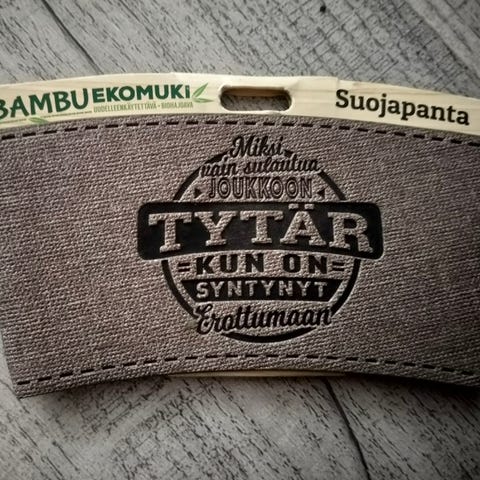 BAMBU EKOMUKI
UUDELLEENKÄYTETTÄVÄ - BIOHAJOAVA
Suojapanta
Miksi
vain sulautua
JOUKKOON
TYTÄR
KUN ON
SYNTYNYT
Erottumaan